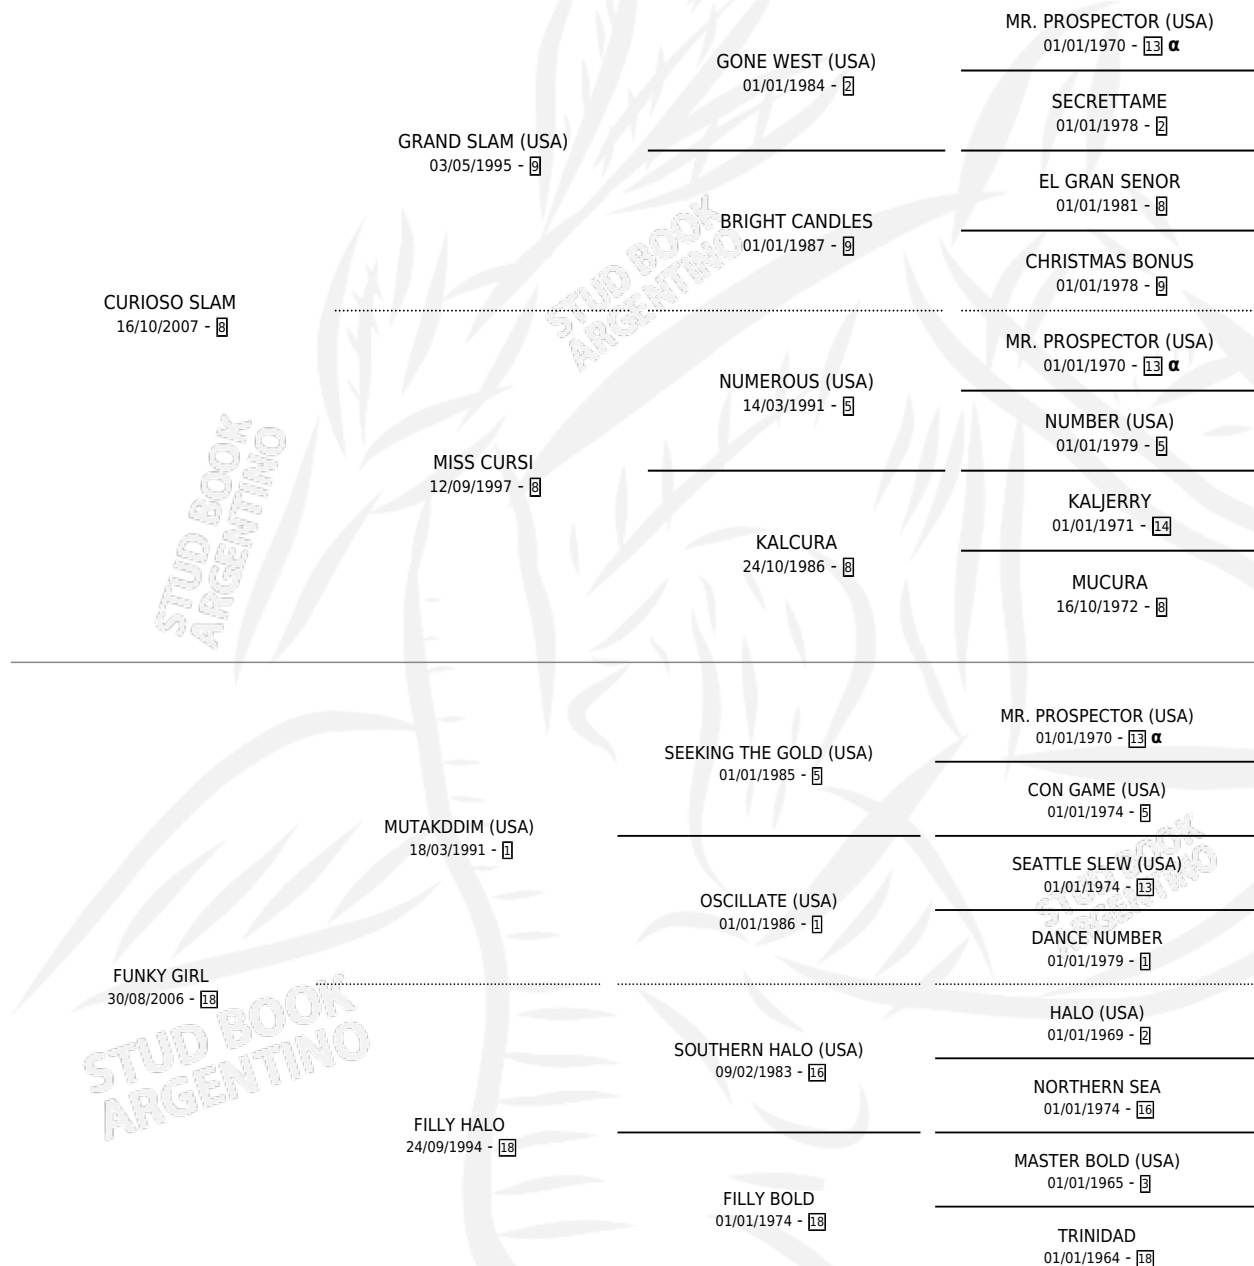 MR. PROSPECTOR (USA)
01/01/1970 - 13 α
GONE WEST (USA)
01/01/1984 - 2
SECRETTAME
01/01/1978 - 2
GRAND SLAM (USA)
03/05/1995 - 9
EL GRAN SENOR
01/01/1981 - 8
BRIGHT CANDLES
01/01/1987 - 9
CHRISTMAS BONUS
01/01/1978 - 9
CURIOSO SLAM
16/10/2007 - 8
MR. PROSPECTOR (USA)
01/01/1970 - 13 α
NUMEROUS (USA)
14/03/1991 - 5
NUMBER (USA)
01/01/1979 - 5
MISS CURSI
12/09/1997 - 8
KALJERRY
01/01/1971 - 14
KALCURA
24/10/1986 - 8
MUCURA
16/10/1972 - 8
MR. PROSPECTOR (USA)
01/01/1970 - 13 α
SEEKING THE GOLD (USA)
01/01/1985 - 5
CON GAME (USA)
01/01/1974 - 5
MUTAKDDIM (USA)
18/03/1991 - 1
SEATTLE SLEW (USA)
01/01/1974 - 13
OSCILLATE (USA)
01/01/1986 - 1
DANCE NUMBER
01/01/1979 - 1
FUNKY GIRL
30/08/2006 - 18
HALO (USA)
01/01/1969 - 2
SOUTHERN HALO (USA)
09/02/1983 - 16
NORTHERN SEA
01/01/1974 - 16
FILLY HALO
24/09/1994 - 18
MASTER BOLD (USA)
01/01/1965 - 3
FILLY BOLD
01/01/1974 - 18
TRINIDAD
01/01/1964 - 18
STUD BOOK
ARGENTINO
STUD BOOK
ARGENTINO
STUD BOOK
ARGENTINO
STUD BOOK
ARGENTINO